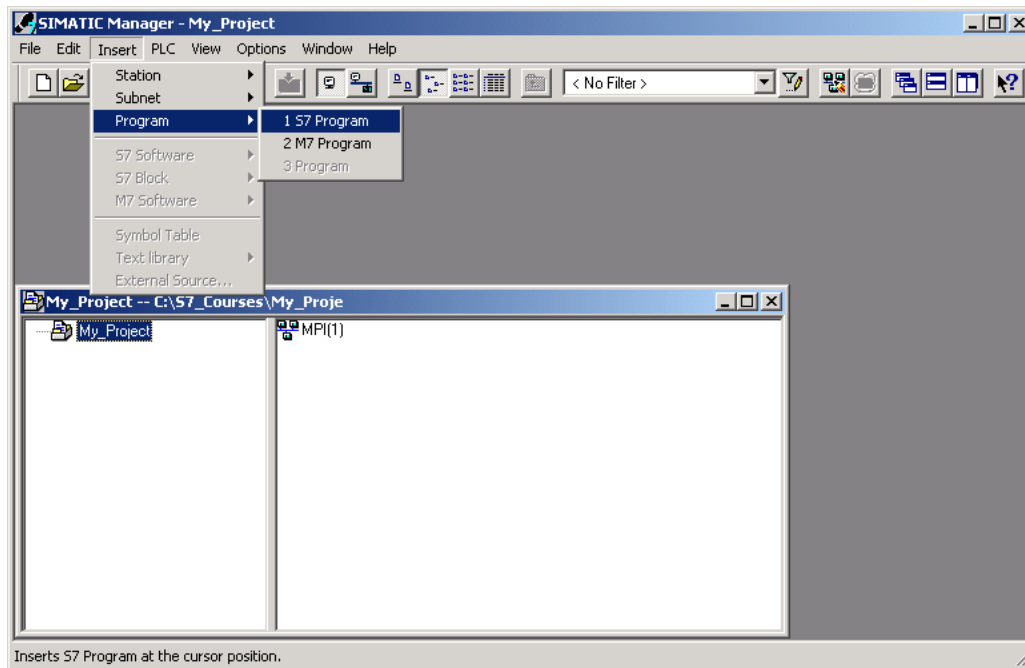 SIMATIC Manager - My_Project
File Edit Insert PLC View Options Window Help
< No Filter >
Station
Subnet
Program
S7 Software
S7 Block
M7 Software
Symbol Table
Text library
External Source...
1 S7 Program
2 M7 Program
3 Program
My_Project -- C:\S7_Courses\My_Proje
My_Project
MPI(1)
Inserts S7 Program at the cursor position.